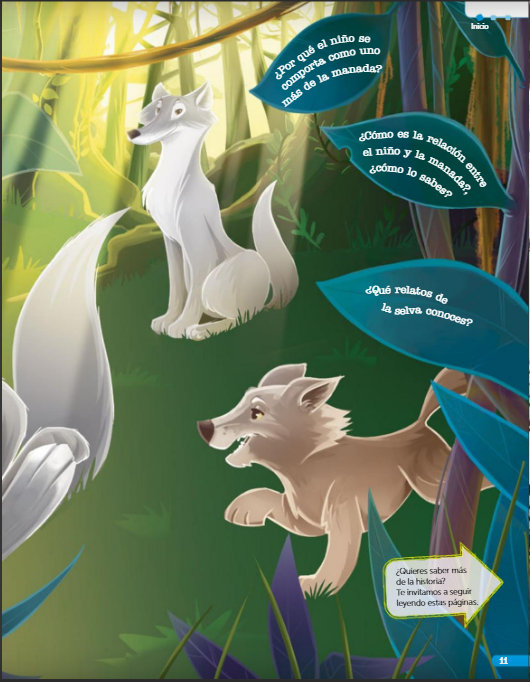 Inicio
¿Por qué el niño se
comporta como uno
más de la manada?
¿Cómo es la relación entre
el niño y la manada?,
¿cómo lo sabes?
¿Qué relatos de
la selva conoces?
¿Quieres saber más
de la historia?
Te invitamos a seguir
leyendo estas páginas.
11